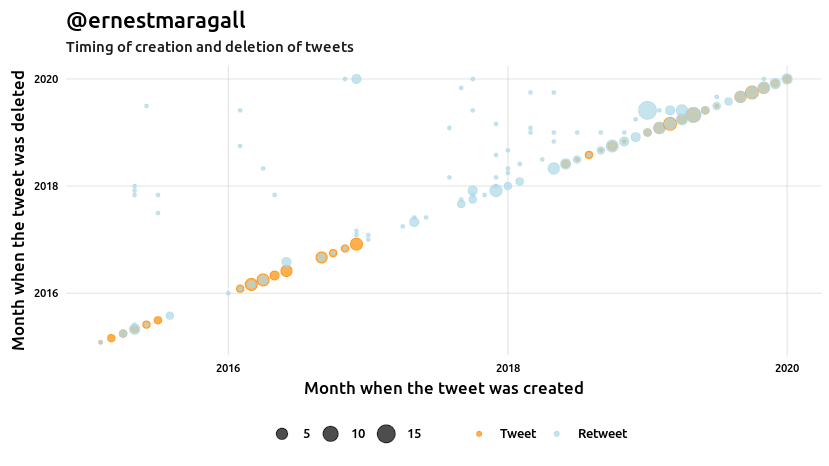 @ernestmaragall
Timing of creation and deletion of tweets
Month when the tweet was deleted
2020
2018
2016
2016
2018
2020
Month when the tweet was created
5
10
15
Tweet
Retweet